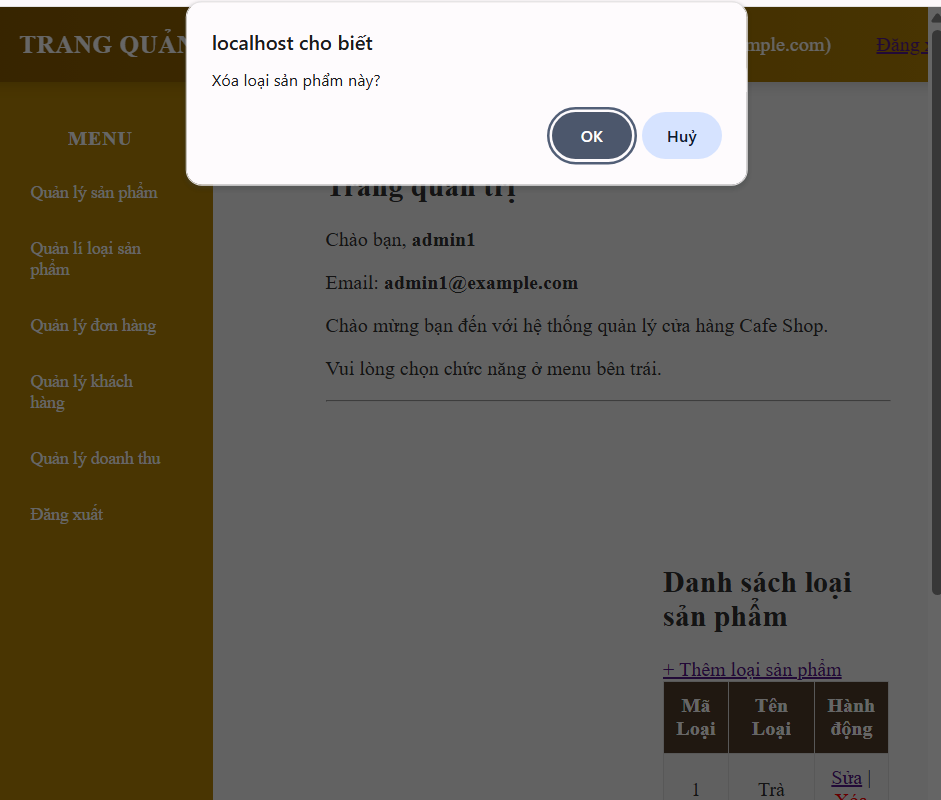 TRANG QUẢN
mple.com)
Đăng
localhost cho biết
Xóa loại sản phẩm này?
OK
Huỷ
MENU
Quản lý sản phẩm
Quản lí loại sản
phẩm
Quản lý đơn hàng
Quản lý khách
hàng
Quản lý doanh thu
Đăng xuất
Trang quản trị
Chào bạn, admin1
Email: admin1@example.com
Chào mừng bạn đến với hệ thống quản lý cửa hàng Cafe Shop.
Vui lòng chọn chức năng ở menu bên trái.
Danh sách loại
sản phẩm
+ Thêm loại sản phẩm
Mã
Loại
Tên
Loại
Hành
động
1
Trà
Sửa |
Xóa